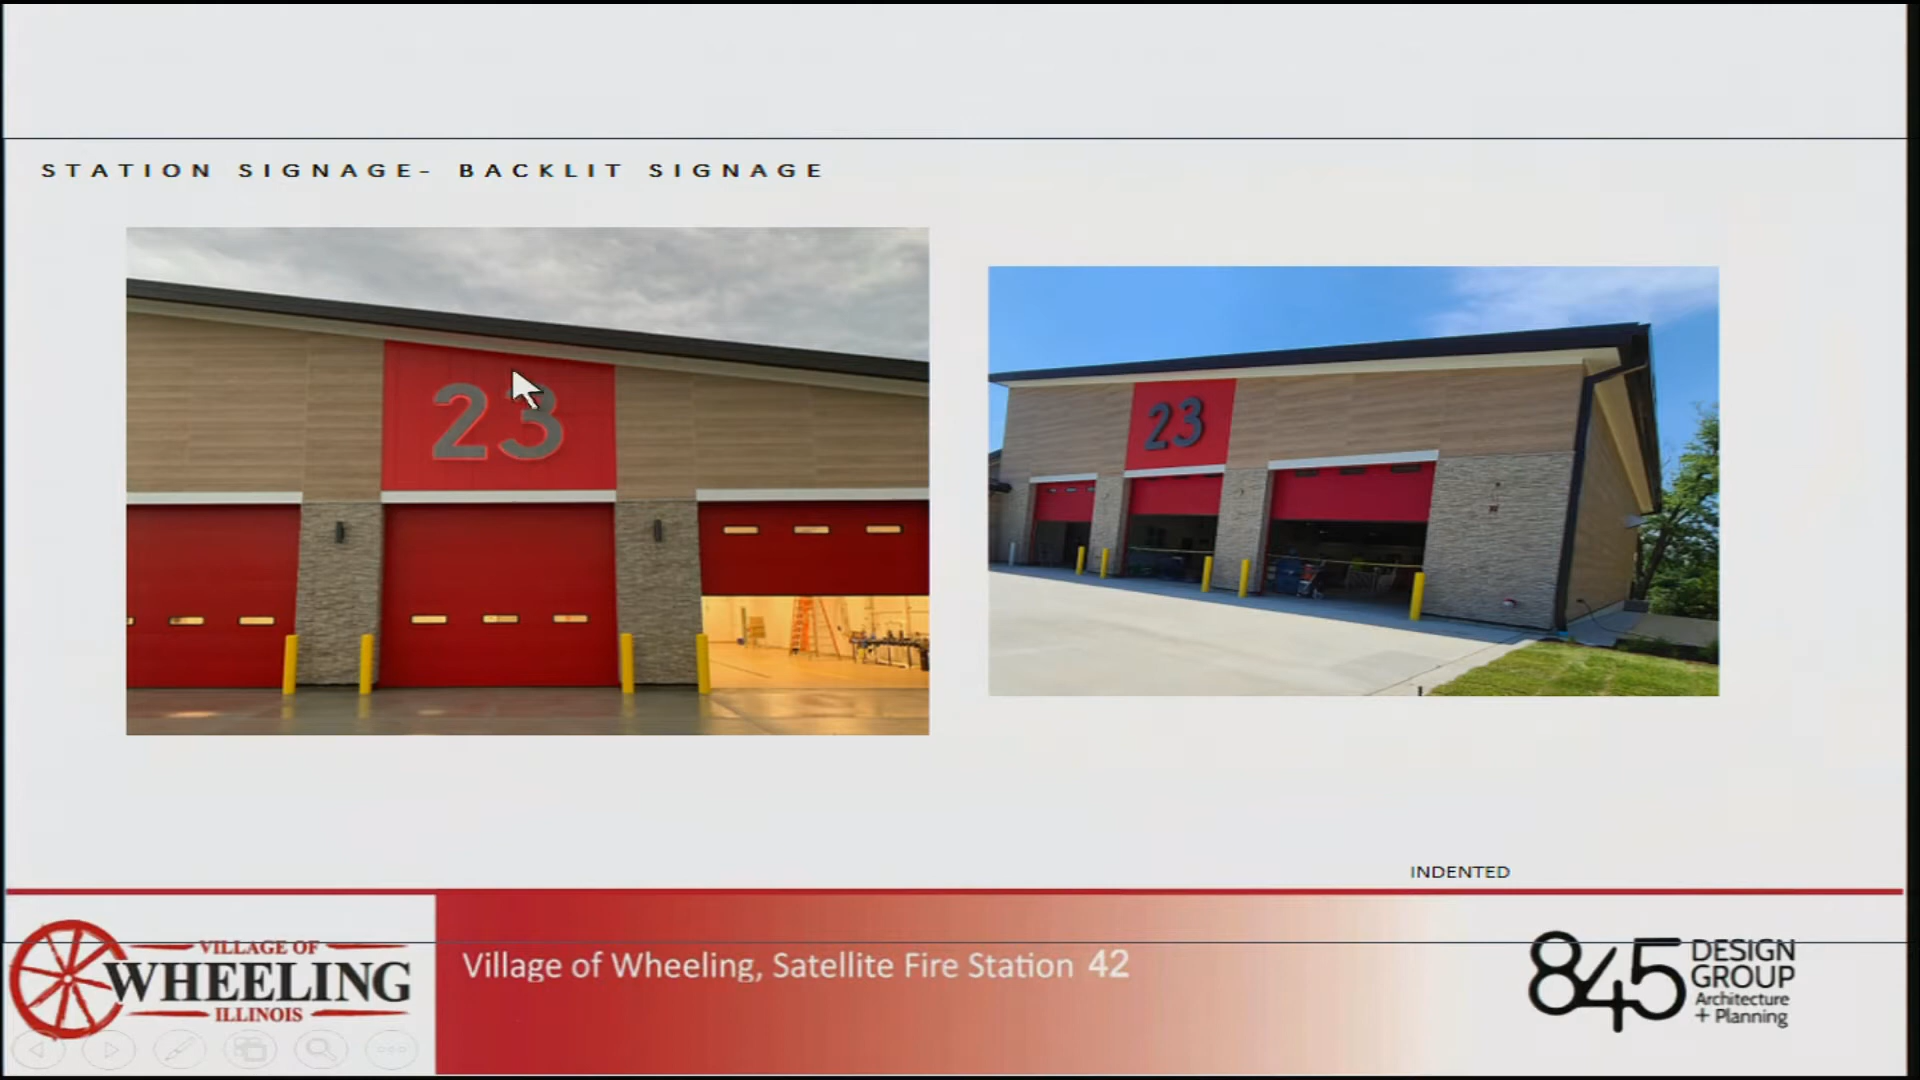 STATION SIGNAGE- BACKLIT SIGNAGE
23
23
INDENTED
VILLAGE OF
WHEELING
ILLINOIS
Village of Wheeling, Satellite Fire Station 42
845
DESIGN
GROUP
Architecture
+ Planning